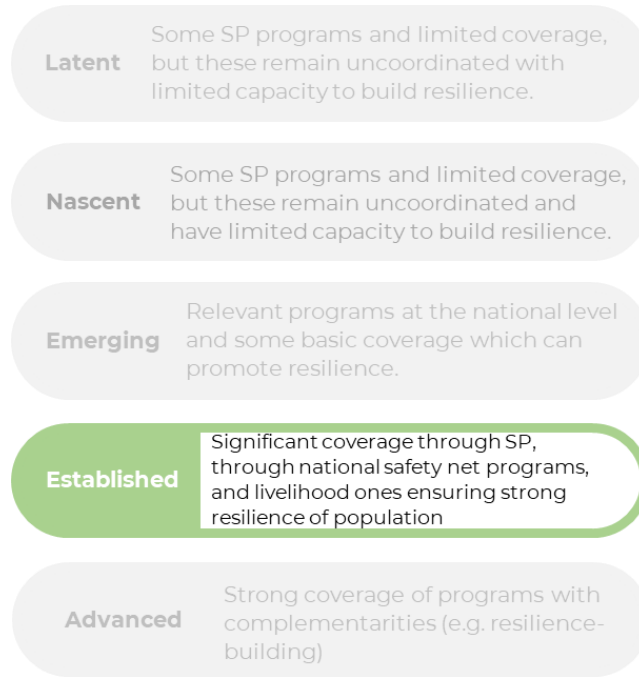 Latent
Some SP programs and limited coverage,
but these remain uncoordinated with
limited capacity to build resilience.
Nascent
Some SP programs and limited coverage,
but these remain uncoordinated and
have limited capacity to build resilience.
Emerging
Relevant programs at the national level
and some basic coverage which can
promote resilience.
Established
Significant coverage through SP,
through national safety net programs,
and livelihood ones ensuring strong
resilience of population
Advanced
Strong coverage of programs with
complementarities (e.g. resilience-
building)